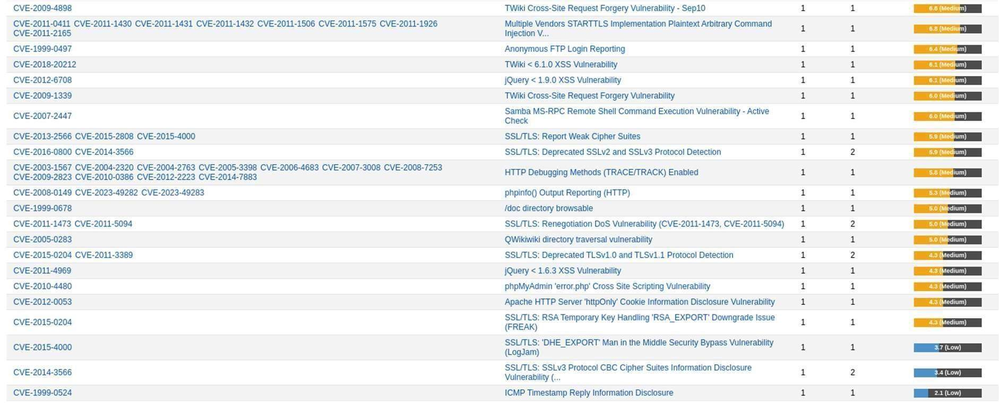 CVE-2009-4898 TWiki Cross-Site Request Forgery Vulnerability - Sep10 1 1 6.8 (Medium)
CVE-2011-0411 CVE-2011-1430 CVE-2011-1431 CVE-2011-1432 CVE-2011-1506 CVE-2011-1575 CVE-2011-1926 Multiple Vendors STARTTLS Implementation Plaintext Arbitrary Command
CVE-2011-2165 Injection V... 1 1 6.8 (Medium)
CVE-1999-0497 Anonymous FTP Login Reporting 1 1 6.4 (Medium)
CVE-2018-20212 TWiki < 6.1.0 XSS Vulnerability 1 1 6.1 (Medium)
CVE-2012-6708 jQuery < 1.9.0 XSS Vulnerability 1 1 6.1 (Medium)
CVE-2009-1339 TWiki Cross-Site Request Forgery Vulnerability 1 1 6.0 (Medium)
CVE-2007-2447 Samba MS-RPC Remote Shell Command Execution Vulnerability - Active
Check 1 1 6.0 (Medium)
CVE-2013-2566 CVE-2015-2808 CVE-2015-4000 SSL/TLS: Report Weak Cipher Suites 1 1 5.9 (Medium)
CVE-2016-0800 CVE-2014-3566 SSL/TLS: Deprecated SSLv2 and SSLv3 Protocol Detection 1 2 5.9 (Medium)
CVE-2003-1567 CVE-2004-2320 CVE-2004-2763 CVE-2005-3398 CVE-2006-4683 CVE-2007-3008 CVE-2008-7253
CVE-2009-2823 CVE-2010-0386 CVE-2012-2223 CVE-2014-7883 HTTP Debugging Methods (TRACE/TRACK) Enabled 1 1 5.8 (Medium)
CVE-2008-0149 CVE-2023-49282 CVE-2023-49283 phpinfo() Output Reporting (HTTP) 1 1 5.3 (Medium)
CVE-1999-0678 /doc directory browsable 1 1 5.0 (Medium)
CVE-2011-1473 CVE-2011-5094 SSL/TLS: Renegotiation DoS Vulnerability (CVE-2011-1473, CVE-2011-5094) 1 2 5.0 (Medium)
CVE-2005-0283 QWikiwiki directory traversal vulnerability 1 1 5.0 (Medium)
CVE-2015-0204 CVE-2011-3389 SSL/TLS: Deprecated TLSv1.0 and TLSv1.1 Protocol Detection 1 2 4.3 (Medium)
CVE-2011-4969 jQuery < 1.6.3 XSS Vulnerability 1 1 4.3 (Medium)
CVE-2010-4480 phpMyAdmin 'error.php' Cross Site Scripting Vulnerability 1 1 4.3 (Medium)
CVE-2012-0053 Apache HTTP Server 'httpOnly' Cookie Information Disclosure Vulnerability 1 1 4.3 (Medium)
CVE-2015-0204 SSL/TLS: RSA Temporary Key Handling 'RSA_EXPORT' Downgrade Issue
(FREAK) 1 1 4.3 (Medium)
CVE-2015-4000 SSL/TLS: 'DHE_EXPORT' Man in the Middle Security Bypass Vulnerability
(LogJam) 1 1 3.7 (Low)
CVE-2014-3566 SSL/TLS: SSLv3 Protocol CBC Cipher Suites Information Disclosure
Vulnerability (... 1 2 3.4 (Low)
CVE-1999-0524 ICMP Timestamp Reply Information Disclosure 1 1 2.1 (Low)